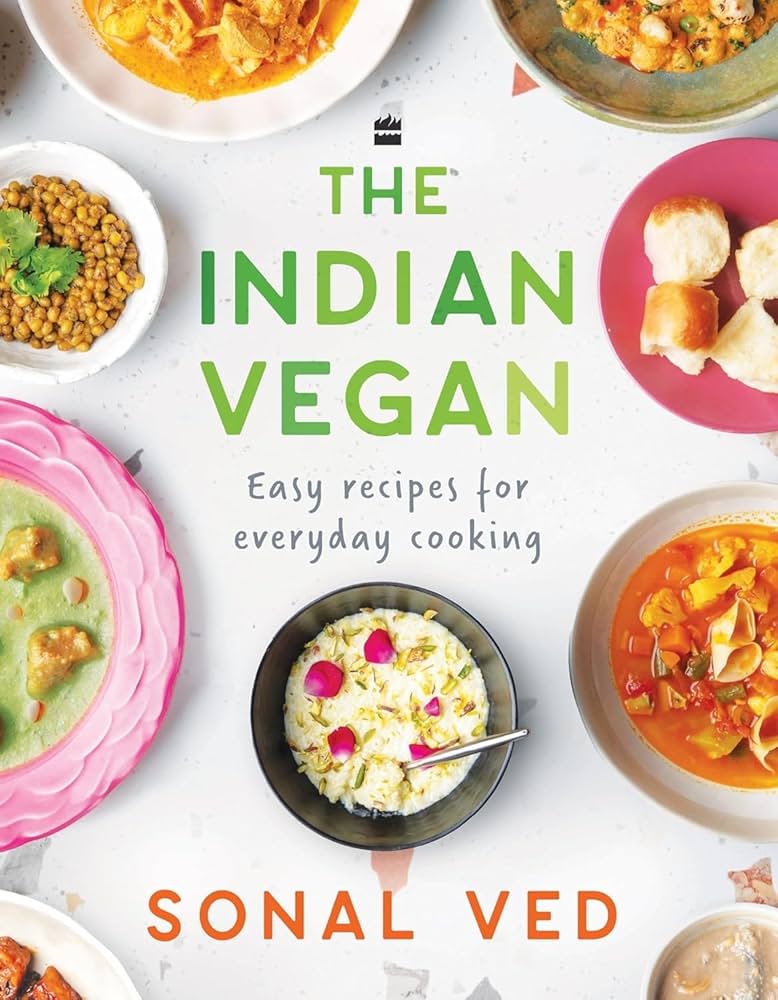 THE
INDIAN
VEGAN
Easy recipes for
everyday cooking
SONAL VED